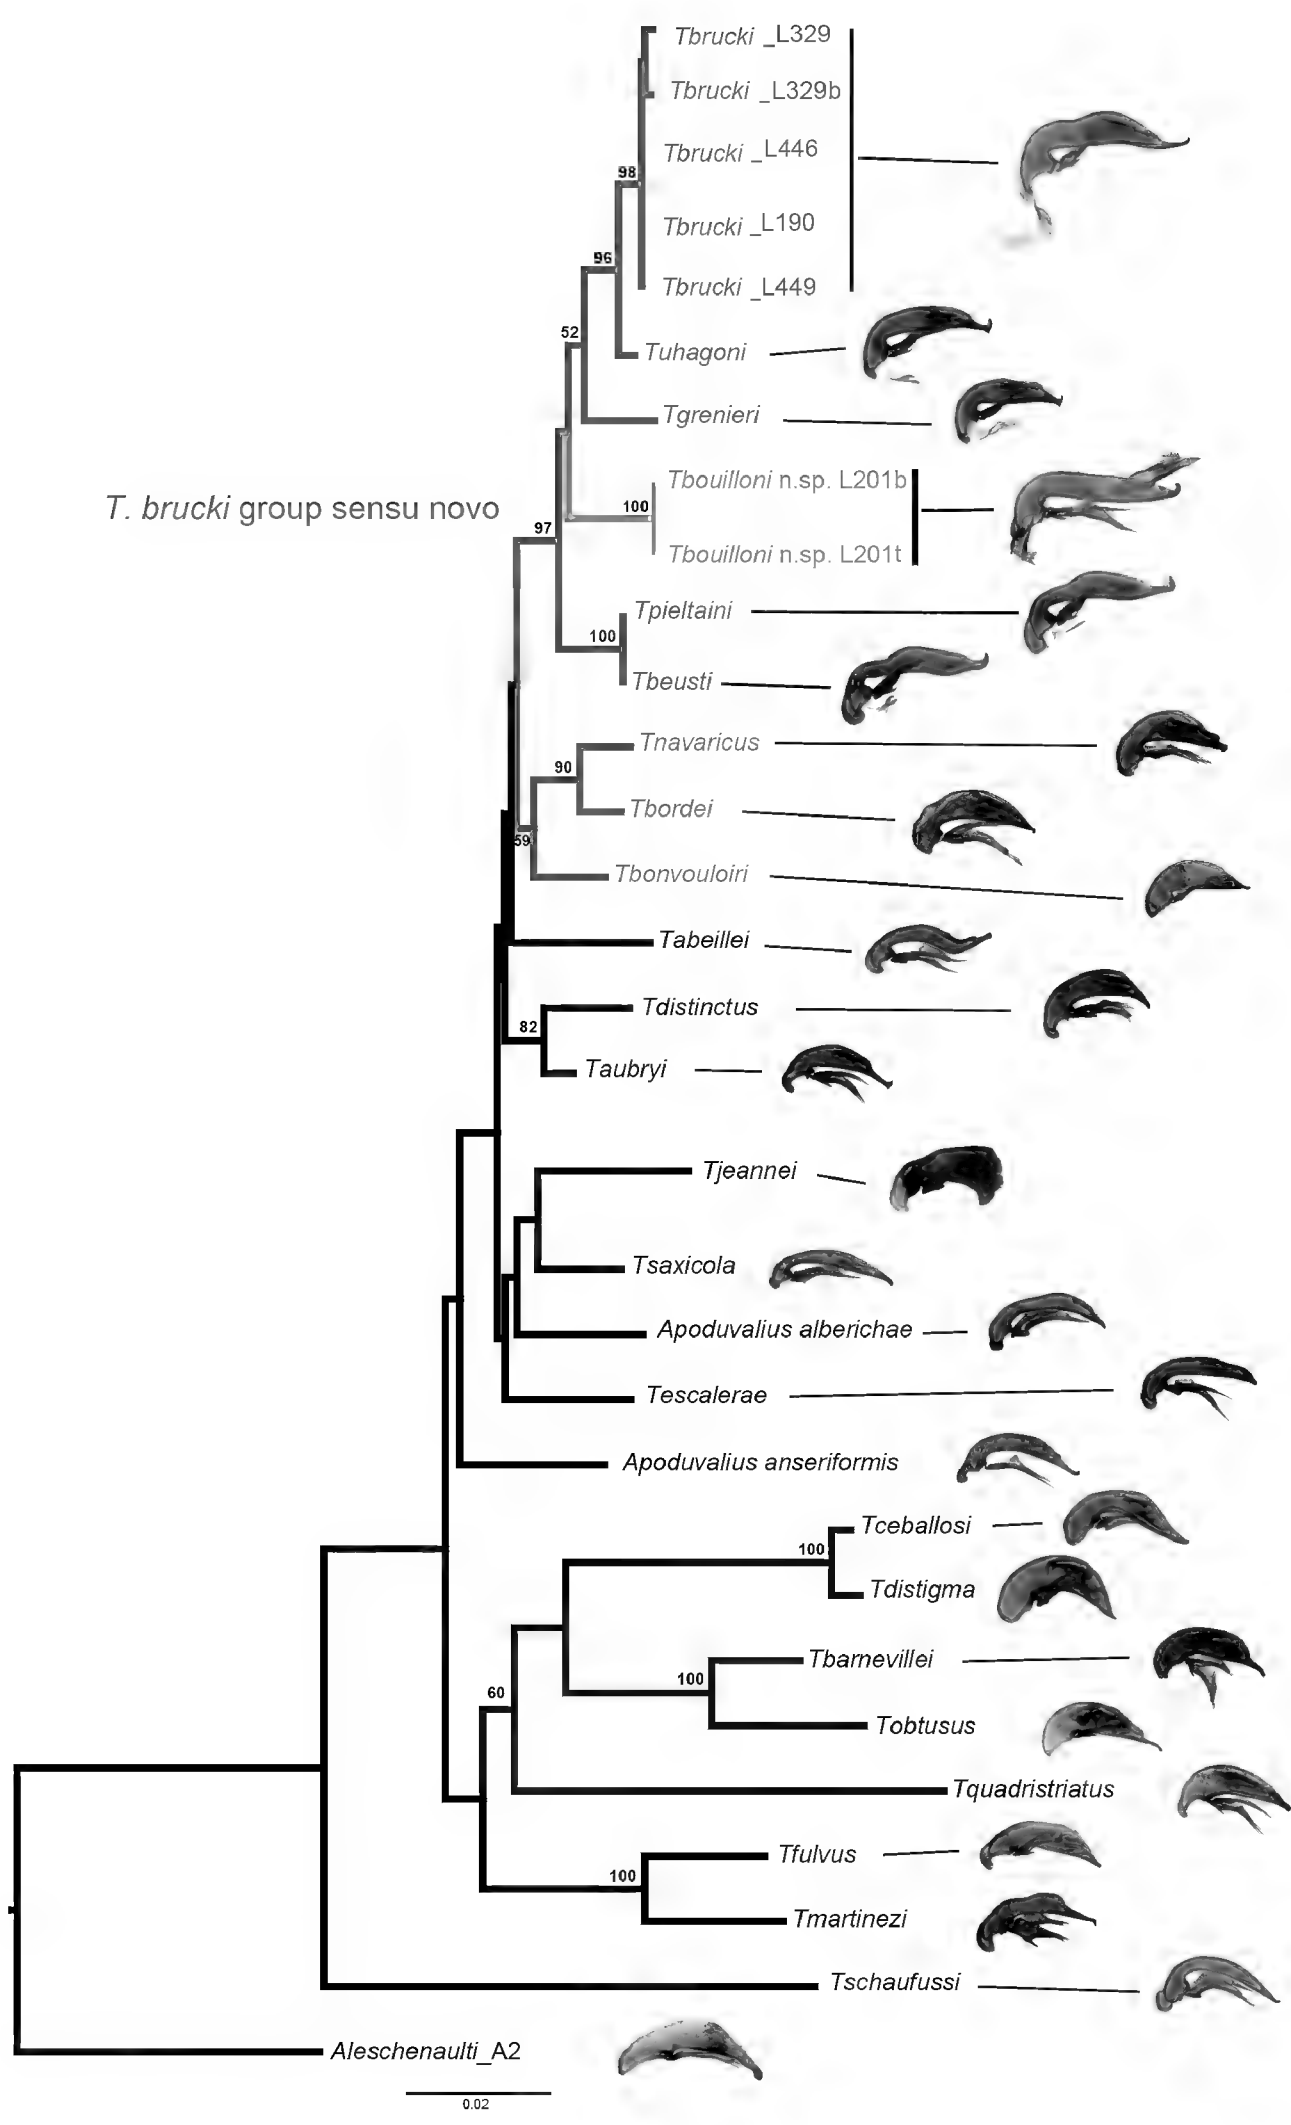 Tbrucki _L329
Tbrucki _L329b
Tbrucki _L446
98
Tbrucki _L190
96
Tbrucki _L449
52
Tuhagoni
Tgrenieri
Tbouilloni n.sp. L201b
T. brucki group sensu novo
100
97
Tbouilloni n.sp. L201t
Tpieltaini
100
Tbeusti
Tnavaricus
90
Tbordei
59
Tbonvouloiri
Tabeillei
Tdistinctus
82
Taubryi
Tjeannei
Tsaxicola
Apoduvalius alberichae
Tescalerae
Apoduvalius anseriformis
Tceballosi
100
Tdistigma
Tbarnevillei
100
60
Tobtusus
Tquadristriatus
Tfulvus
100
Tmartinezi
Tschaufussi
Aleschenaulti_A2
0.02